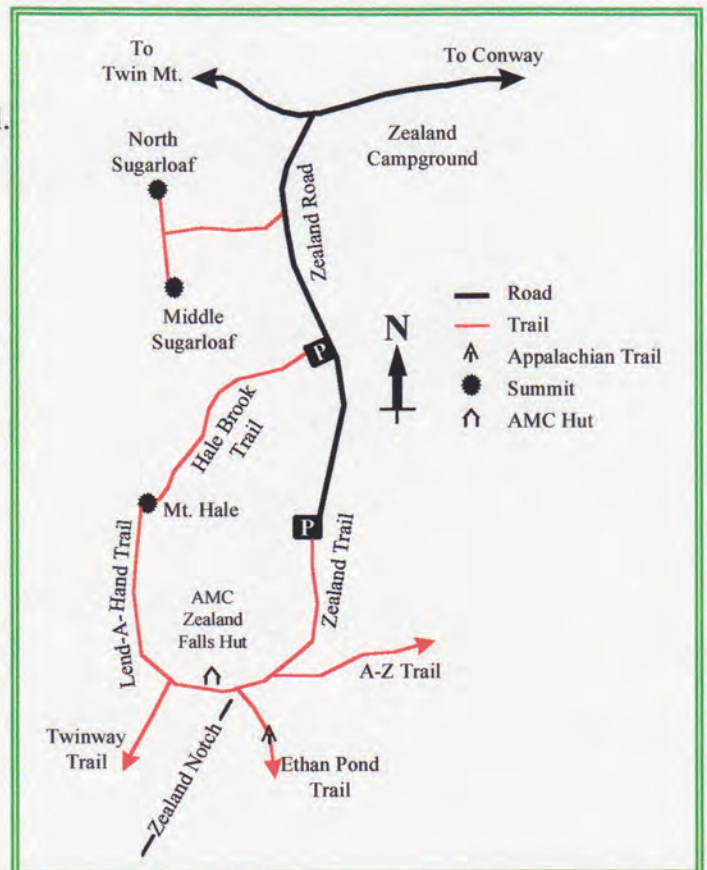 To
Twin Mt.
To Conway
North
Sugarloaf
Zealand
Campground
Zealand Road
Middle
Sugarloaf
N
Road
Trail
Appalachian Trail
Summit
AMC Hut
P
Hale Brook
Trail
Mt. Hale
P
Lend-A-Hand Trail
Zealand Trail
AMC
Zealand
Falls Hut
A-Z Trail
Twinway
Trail
Ethan Pond
Trail
Zealand Notch